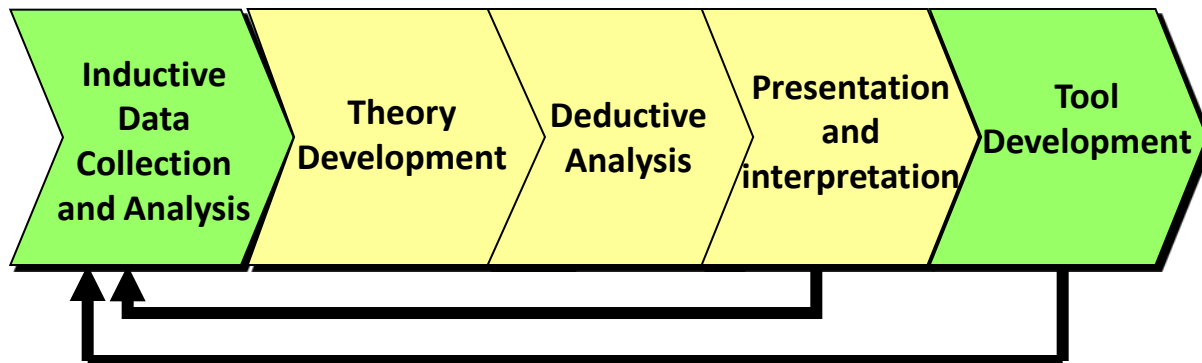 Inductive
Data
Collection
and Analysis
Theory
Development
Deductive
Analysis
Presentation
and
interpretation
Tool
Development